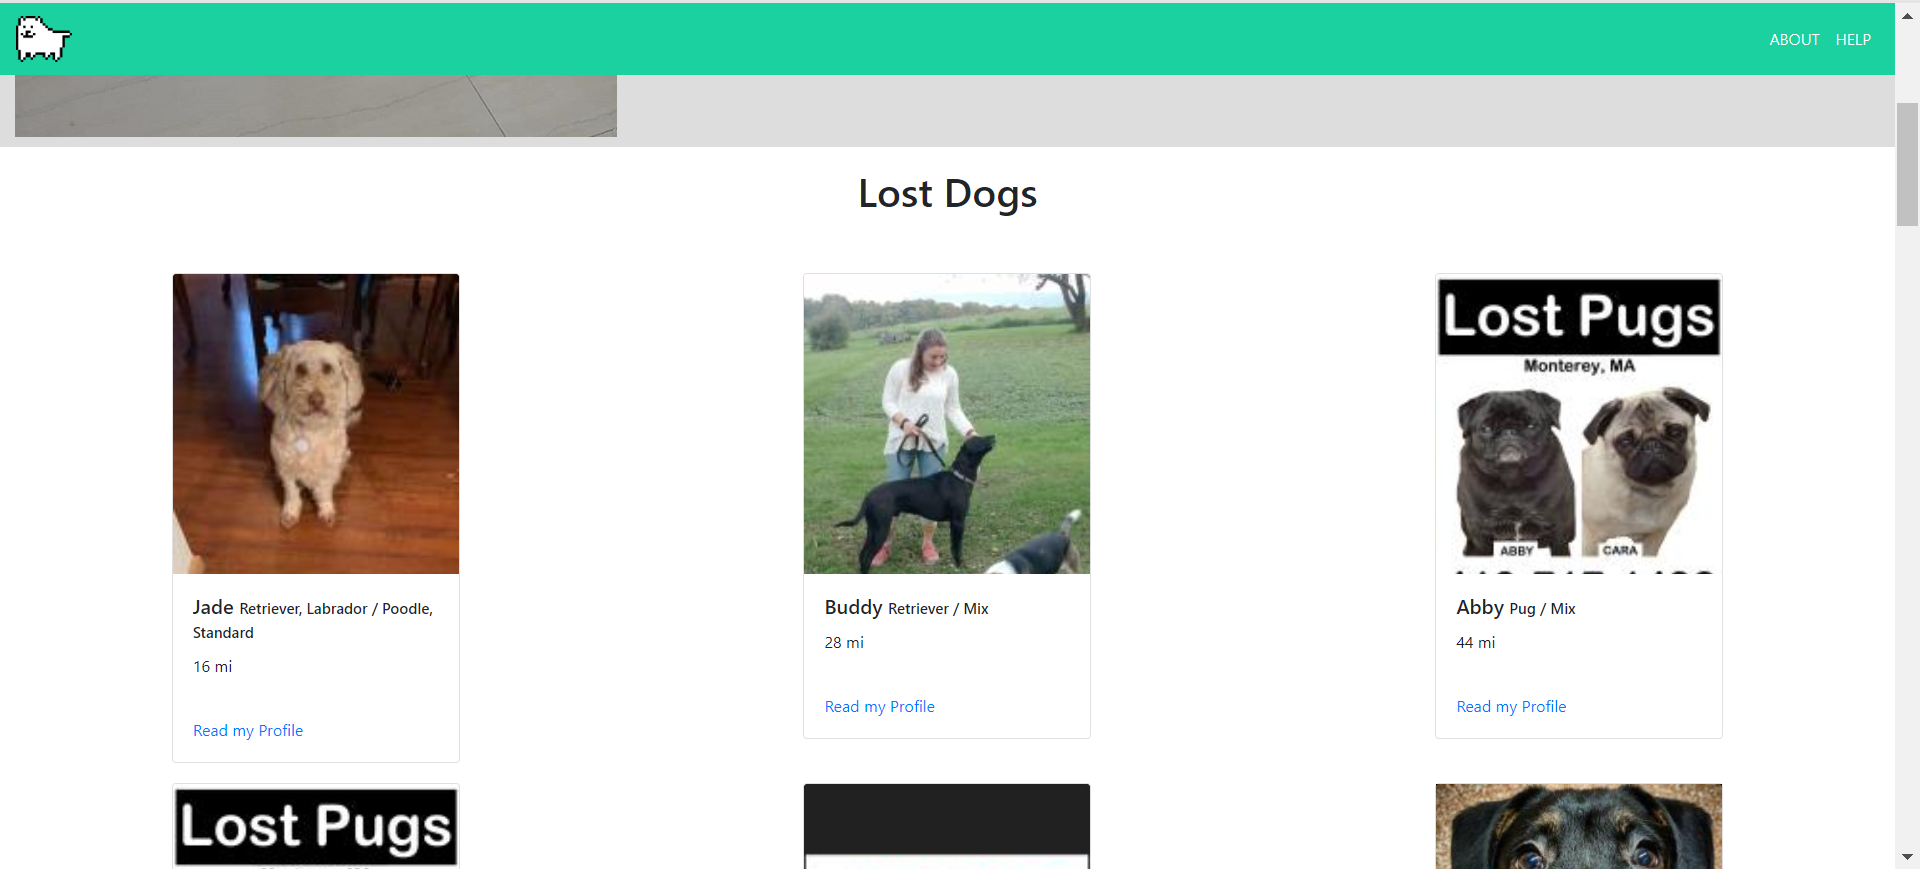 ABOUT HELP
Lost Dogs
Lost Pugs
Monterey, MA
ABBY
CARA
Jade Retriever, Labrador / Poodle,
Standard
16 mi
Read my Profile
Buddy Retriever / Mix
28 mi
Read my Profile
Abby Pug / Mix
44 mi
Read my Profile
Lost Pugs